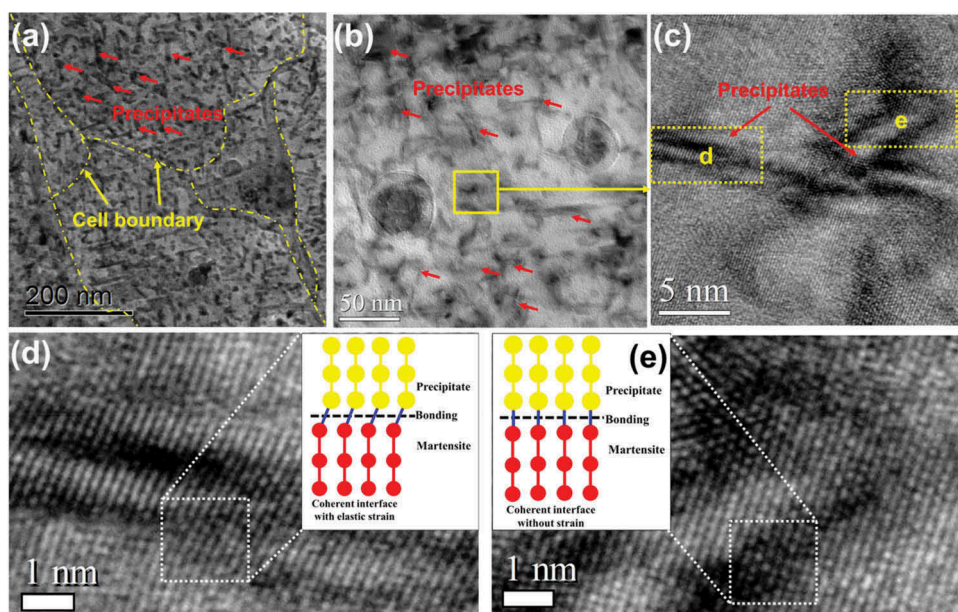 (a)
Precipitates
Cell boundary
200 nm
(b)
Precipitates
50 nm
(c)
Precipitates
d
e
5 nm
(d)
Precipitate
Bonding
Martensite
Coherent interface
with elastic strain
1 nm
(e)
Precipitate
Bonding
Martensite
Coherent interface
without strain
1 nm